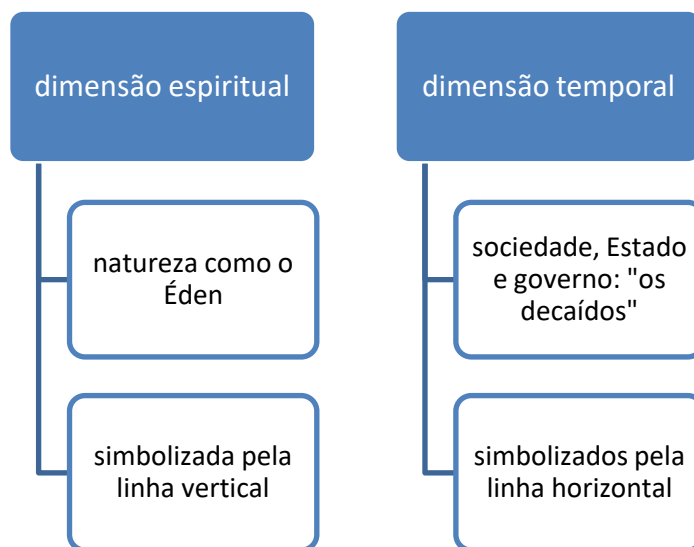 dimensão espiritual
natureza como o
Éden
simbolizada pela
linha vertical
dimensão temporal
sociedade, Estado
e governo: "os
decaídos"
simbolizados pela
linha horizontal